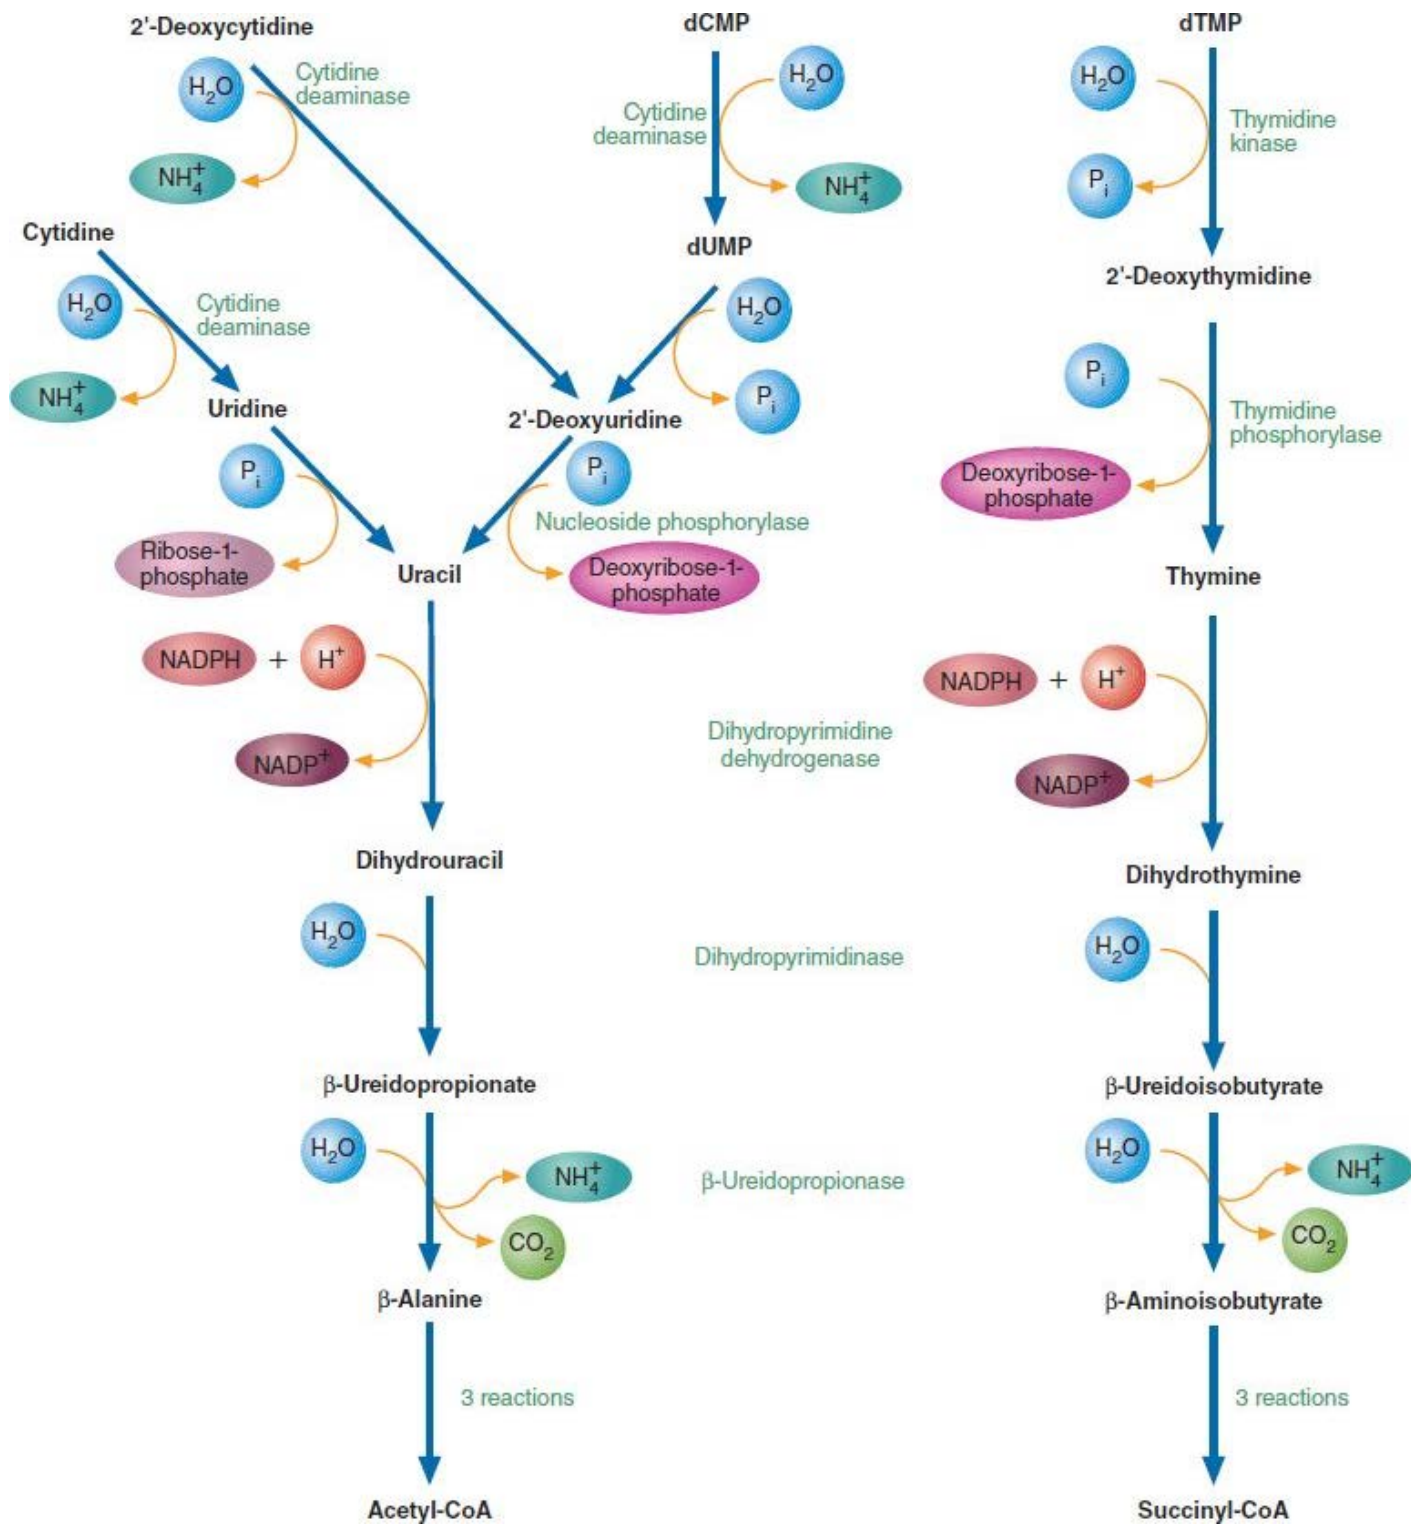 2'-Deoxycytidine
dCMP
dTMP
H₂O
Cytidine
deaminase
H₂O
H₂O
Cytidine
deaminase
Thymidine
kinase
NH₄⁺
NH₄⁺
Pᵢ
Cytidine
dUMP
2'-Deoxythymidine
H₂O
Cytidine
deaminase
H₂O
NH₄⁺
Pᵢ
Pᵢ
Uridine
2'-Deoxyuridine
Thymidine
phosphorylase
Pᵢ
Pᵢ
Deoxyribose-1-
phosphate
Nucleoside phosphorylase
Ribose-1-
phosphate
Uracil
Deoxyribose-1-
phosphate
Thymine
NADPH + H⁺
NADPH + H⁺
Dihydropyrimidine
dehydrogenase
NADP⁺
NADP⁺
Dihydrouracil
Dihydrothymine
H₂O
Dihydropyrimidinase
H₂O
β-Ureidopropionate
β-Ureidoisobutyrate
H₂O
H₂O
NH₄⁺
β-Ureidopropionase
NH₄⁺
CO₂
CO₂
β-Alanine
β-Aminoisobutyrate
3 reactions
3 reactions
Acetyl-CoA
Succinyl-CoA